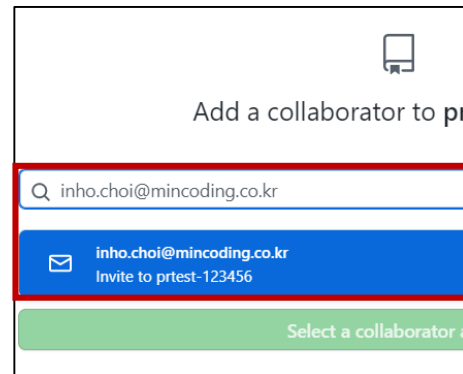 Add a collaborator to
inho.choi@mincoding.co.kr
inho.choi@mincoding.co.kr
Invite to prtest-123456
Select a collaborator